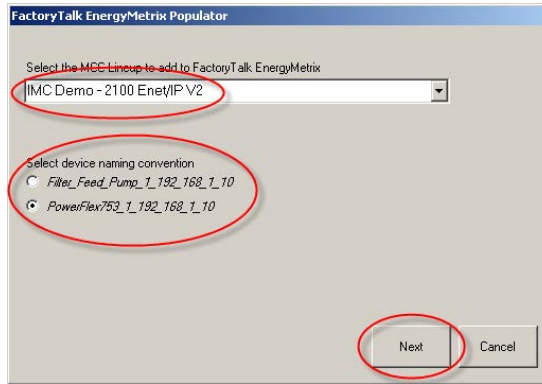 FactoryTalk EnergyMetrix Populator
Select the MCC Lineup to add to FactoryTalk EnergyMetrix
IMC Demo - 2100 Enet/IP V2
Select device naming convention
Filter_Feed_Pump_1_192_168_1_10
PowerFlex753_1_192_168_1_10
Next
Cancel